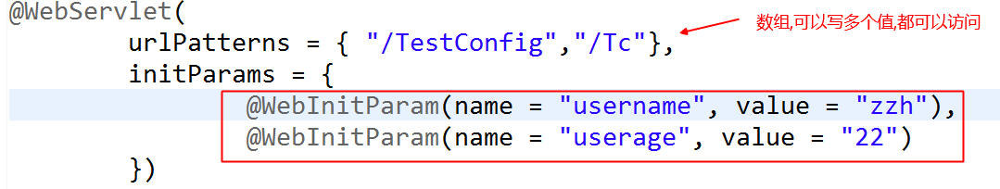 @WebServlet(
urlPatterns = { "/TestConfig","/Tc"},
数组,可以写多个值,都可以访问
initParams = {
@WebInitParam(name = "username", value = "zzh"),
@WebInitParam(name = "userage", value = "22")
})